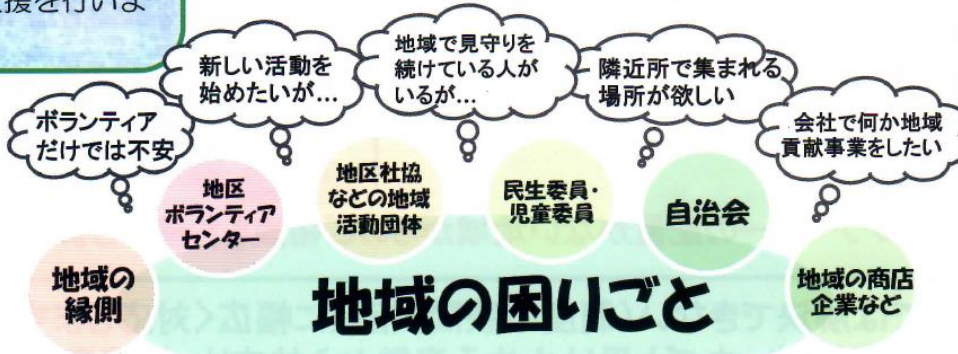 援を行いま
ボランティア
だけでは不安
新しい活動を
始めたいが…
地域で見守りを
続けている人が
いるが…
隣近所で集まれる
場所が欲しい
会社で何か地域
貢献事業をしたい
地域の
縁側
地区
ボランティア
センター
地区社協
などの地域
活動団体
民生委員・
児童委員
自治会
地域の商店
企業など
地域の困りごと